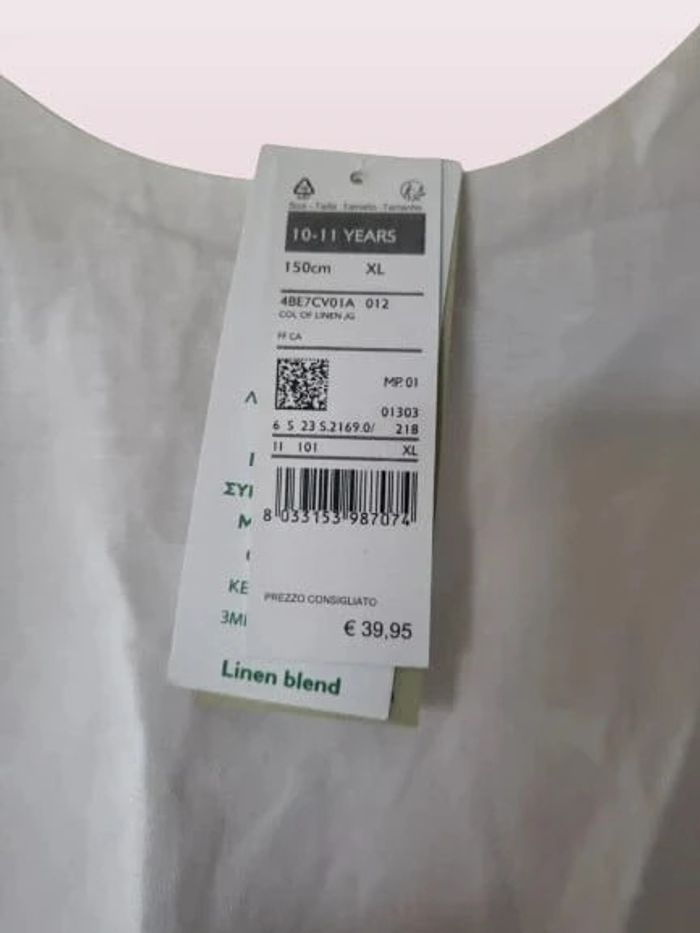 Size - Taille - Tamaño - Tamanho
10-11 YEARS
150cm XL
4BE7CV01A 012
COL OF LINEN JG
FF CA
MP.01
01303
6 5 23 S.2169.0/ 218
11 101 XL
8 033153 987074
PREZZO CONSIGLIATO
€ 39,95
Λ
ΣΥΙ
Μ
ΚΕ
ЗМІ
Linen blend